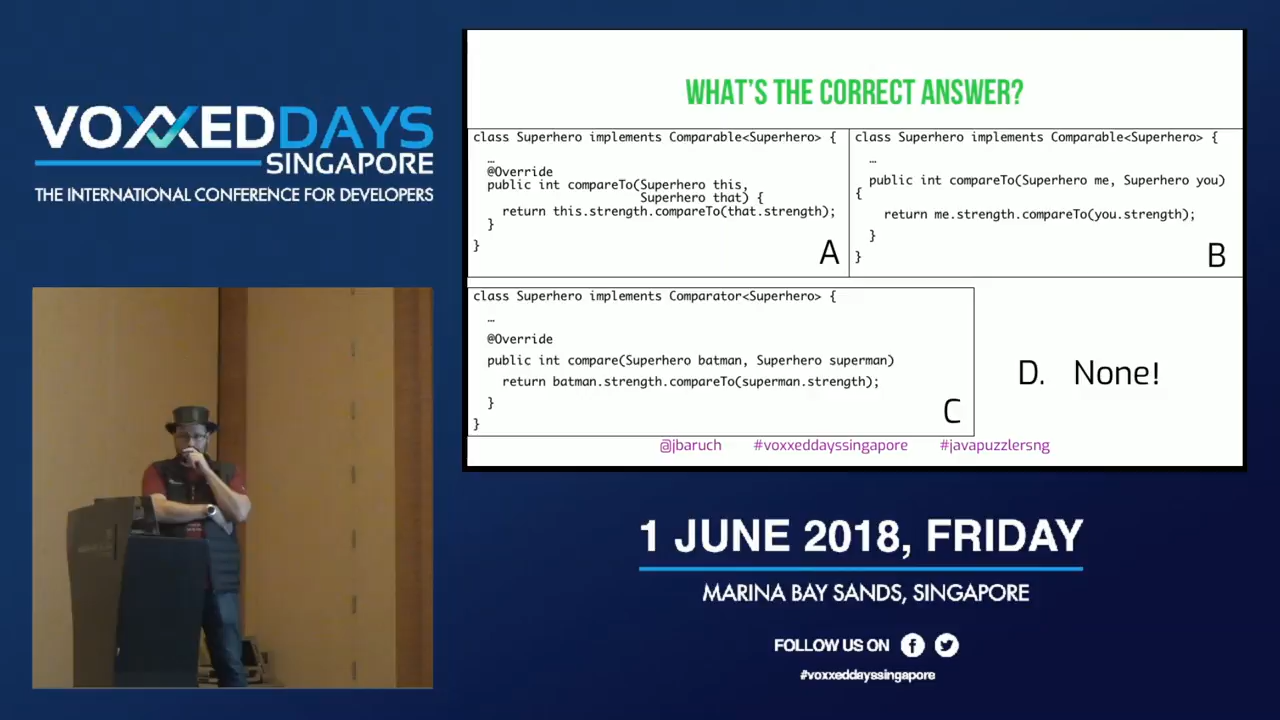 VOXXEDDAYS
SINGAPORE
THE INTERNATIONAL CONFERENCE FOR DEVELOPERS
WHAT'S THE CORRECT ANSWER?
class Superhero implements Comparable<Superhero> {
…
@Override
public int compareTo(Superhero this,
Superhero that) {
return this.strength.compareTo(that.strength);
}
}
A
class Superhero implements Comparable<Superhero> {
…
public int compareTo(Superhero me, Superhero you)
{
return me.strength.compareTo(you.strength);
}
}
B
class Superhero implements Comparator<Superhero> {
…
@Override
public int compare(Superhero batman, Superhero superman)
return batman.strength.compareTo(superman.strength);
}
}
C
D. None!
@jbaruch #voxxeddayssingapore #javapuzzlersng
1 JUNE 2018, FRIDAY
MARINA BAY SANDS, SINGAPORE
FOLLOW US ON
#voxxeddayssingapore